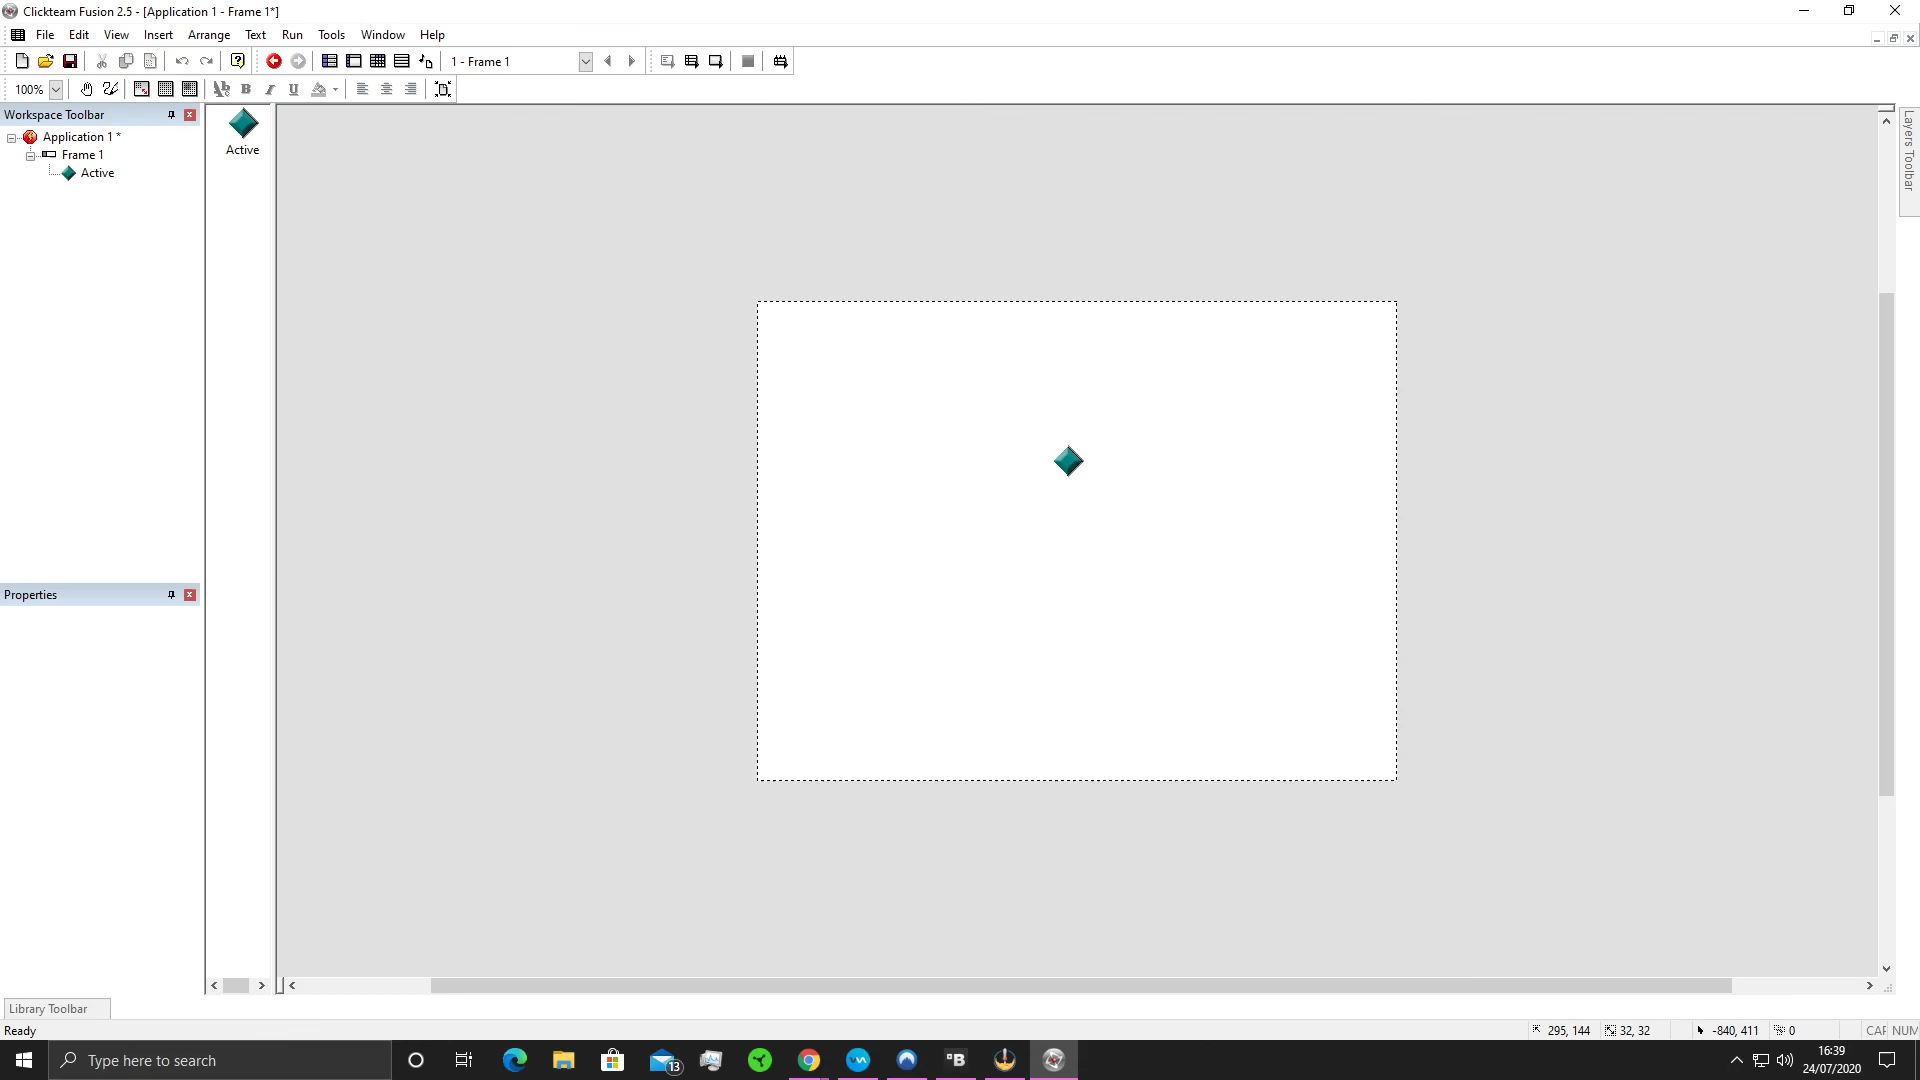 Clickteam Fusion 2.5 - [Application 1 - Frame 1*]
File Edit View Insert Arrange Text Run Tools Window Help
1 - Frame 1
100%
Workspace Toolbar
Application 1 *
Frame 1
Active
Active
Layers Toolbar
Properties
Library Toolbar
Ready
295, 144
32, 32
-840, 411
0
CAP NUM
Type here to search
13
16:39
24/07/2020